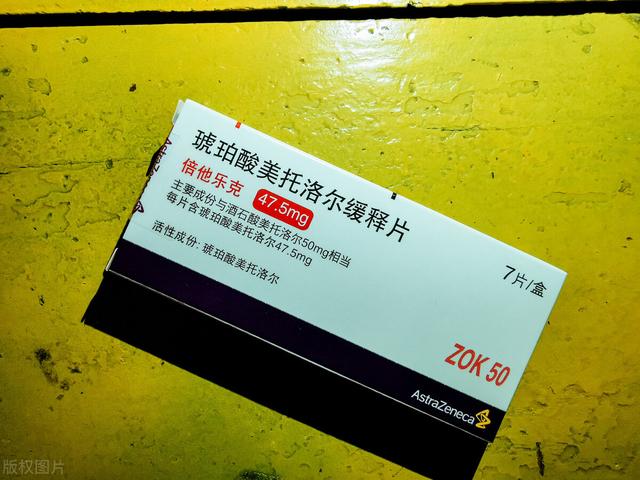 琥珀酸美托洛尔缓释片
倍他乐克 47.5mg
主要成份与酒石酸美托洛尔50mg相当
每片含琥珀酸美托洛尔47.5mg
活性成份: 琥珀酸美托洛尔
7片/盒
ZOK 50
AstraZeneca
版权图片